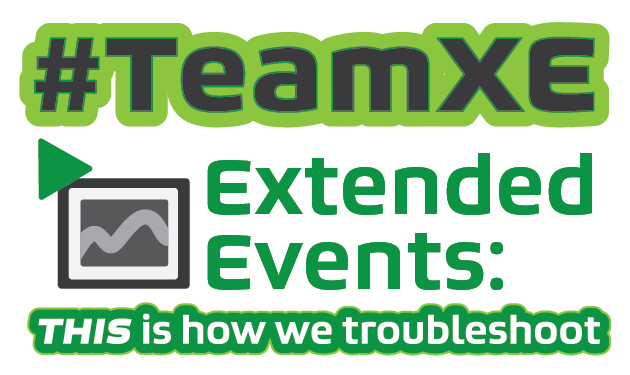 #TeamXE
Extended
Events:
THIS is how we troubleshoot